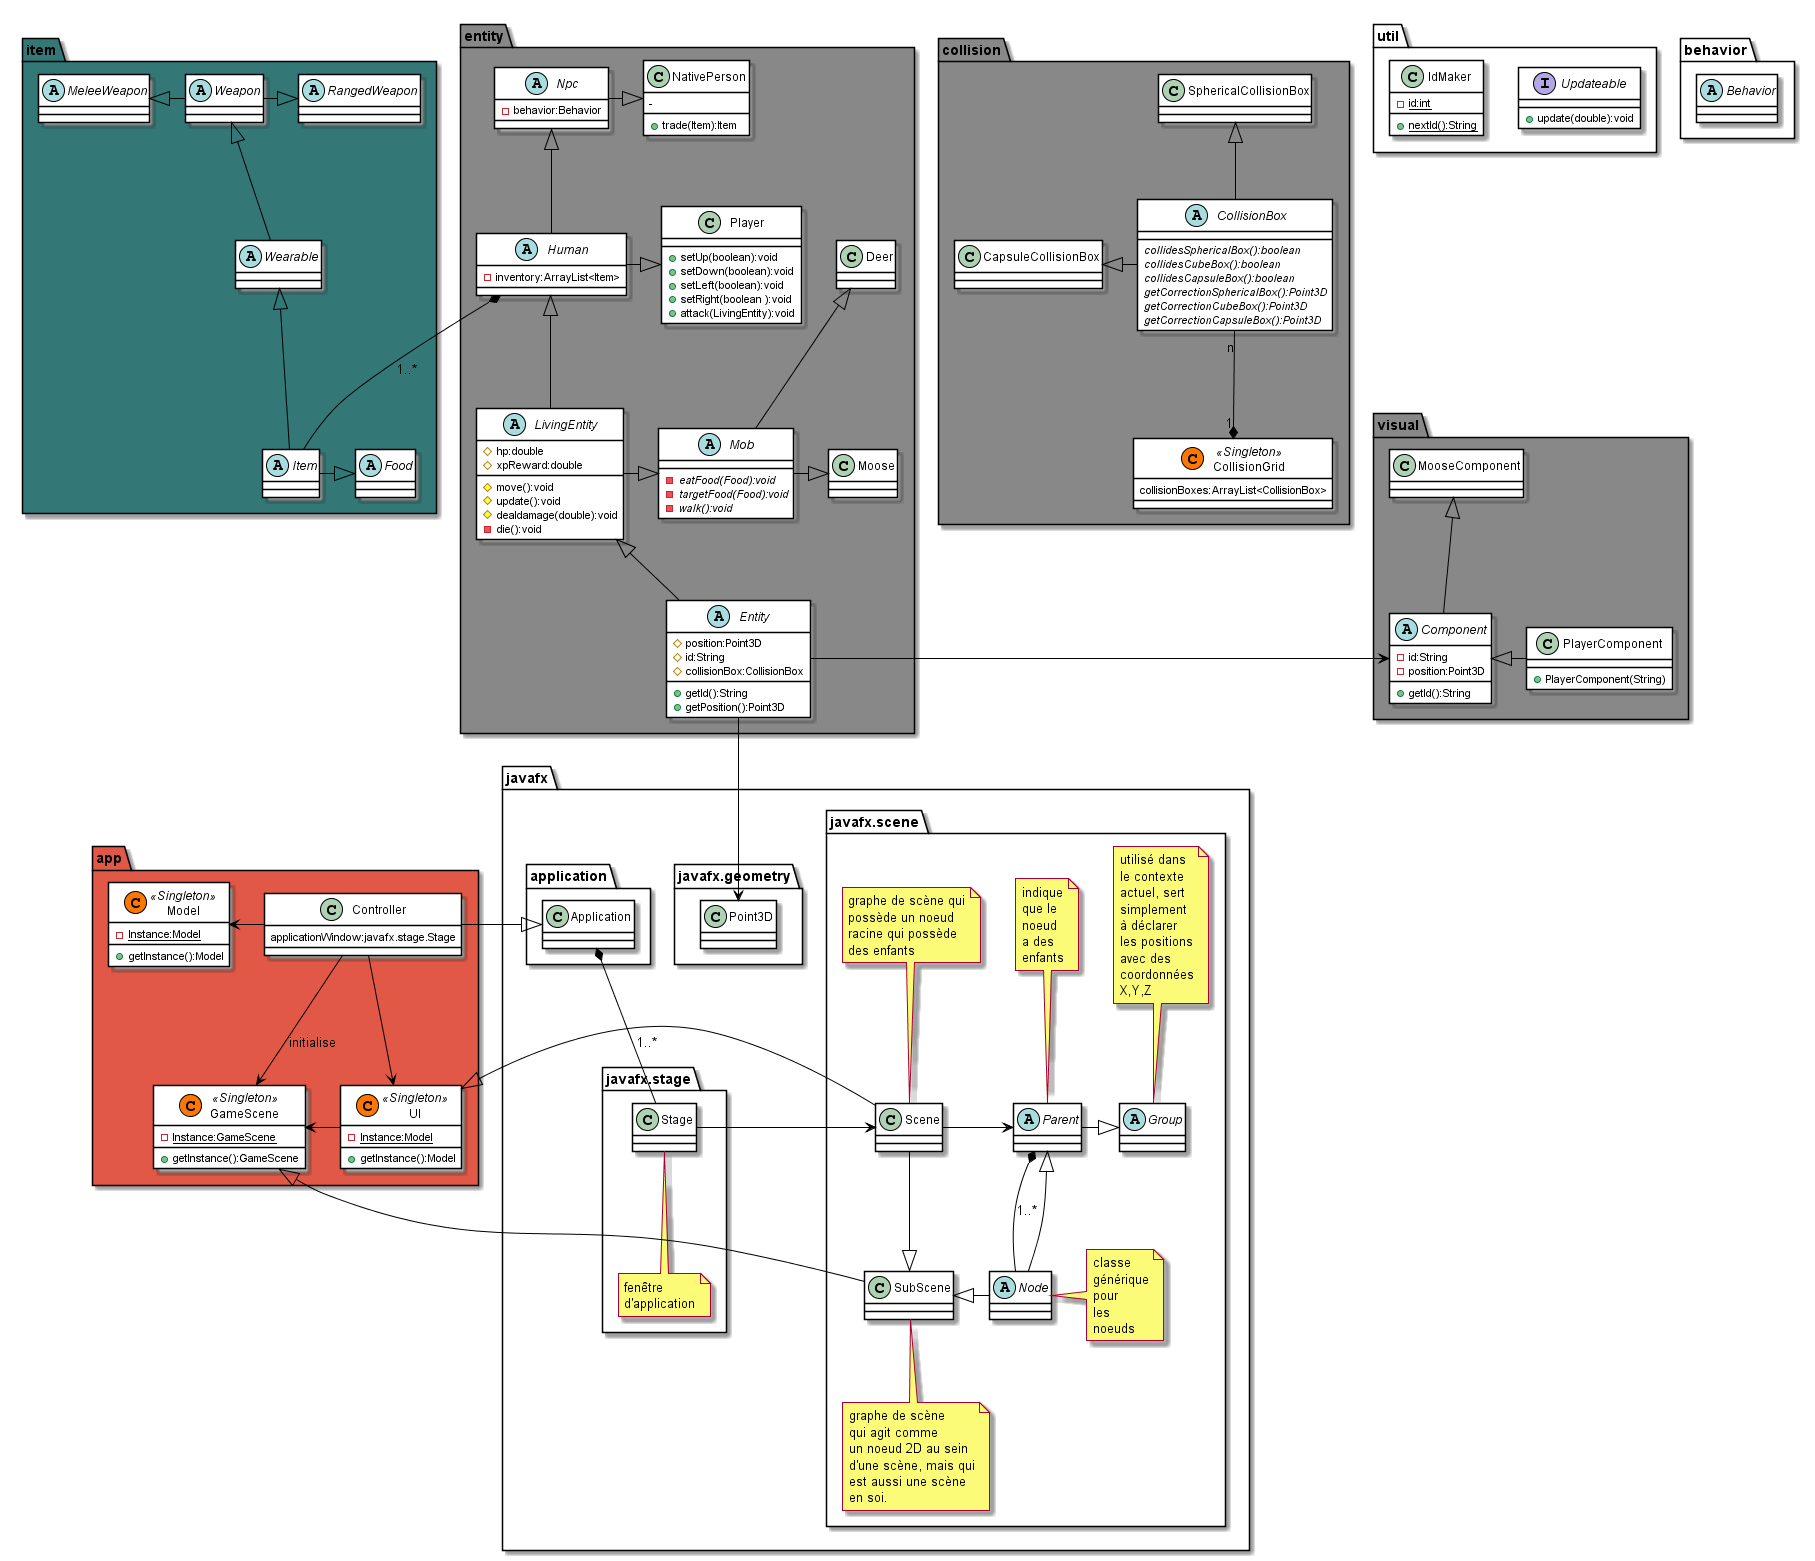 item
MeleeWeapon
Weapon
RangedWeapon
Wearable
Item
Food
1..*
entity
Npc
behavior:Behavior
NativePerson
-
trade(Item):Item
Human
inventory:ArrayList<Item>
Player
setUp(boolean):void
setDown(boolean):void
setLeft(boolean):void
setRight(boolean ):void
attack(LivingEntity):void
Deer
LivingEntity
hp:double
xpReward:double
move():void
update():void
dealdamage(double):void
die():void
Mob
eatFood(Food):void
targetFood(Food):void
walk():void
Moose
Entity
position:Point3D
id:String
collisionBox:CollisionBox
getId():String
getPosition():Point3D
collision
SphericalCollisionBox
CapsuleCollisionBox
CollisionBox
collidesSphericalBox():boolean
collidesCubeBox():boolean
collidesCapsuleBox():boolean
getCorrectionSphericalBox():Point3D
getCorrectionCubeBox():Point3D
getCorrectionCapsuleBox():Point3D
n
1
«Singleton»
CollisionGrid
collisionBoxes:ArrayList<CollisionBox>
util
IdMaker
id:int
nextId():String
Updateable
update(double):void
behavior
Behavior
visual
MooseComponent
Component
id:String
position:Point3D
getId():String
PlayerComponent
PlayerComponent(String)
app
«Singleton»
Model
Instance:Model
getInstance():Model
Controller
applicationWindow:javafx.stage.Stage
initialise
«Singleton»
GameScene
Instance:GameScene
getInstance():GameScene
«Singleton»
UI
Instance:Model
getInstance():Model
javafx
application
Application
javafx.geometry
Point3D
1..*
javafx.stage
Stage
fenêtre
d'application
javafx.scene
graphe de scène qui
possède un noeud
racine qui possède
des enfants
indique
que le
noeud
a des
enfants
utilisé dans
le contexte
actuel, sert
simplement
à déclarer
les positions
avec des
coordonnées
X,Y,Z
Scene
Parent
Group
1..*
SubScene
Node
classe
générique
pour
les
noeuds
graphe de scène
qui agit comme
un noeud 2D au sein
d'une scène, mais qui
est aussi une scène
en soi.
C
A
I